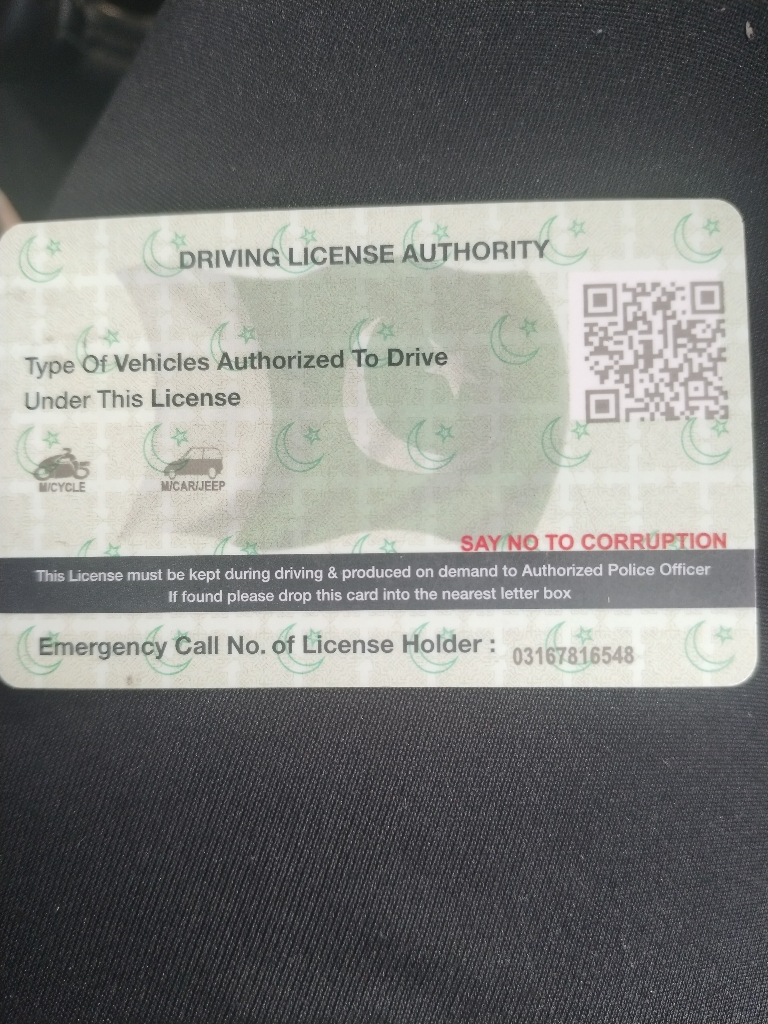 DRIVING LICENSE AUTHORITY
Type Of Vehicles Authorized To Drive
Under This License
M/CYCLE
M/CAR/JEEP
SAY NO TO CORRUPTION
This License must be kept during driving & produced on demand to Authorized Police Officer
If found please drop this card into the nearest letter box
Emergency Call No. of License Holder : 03167816548